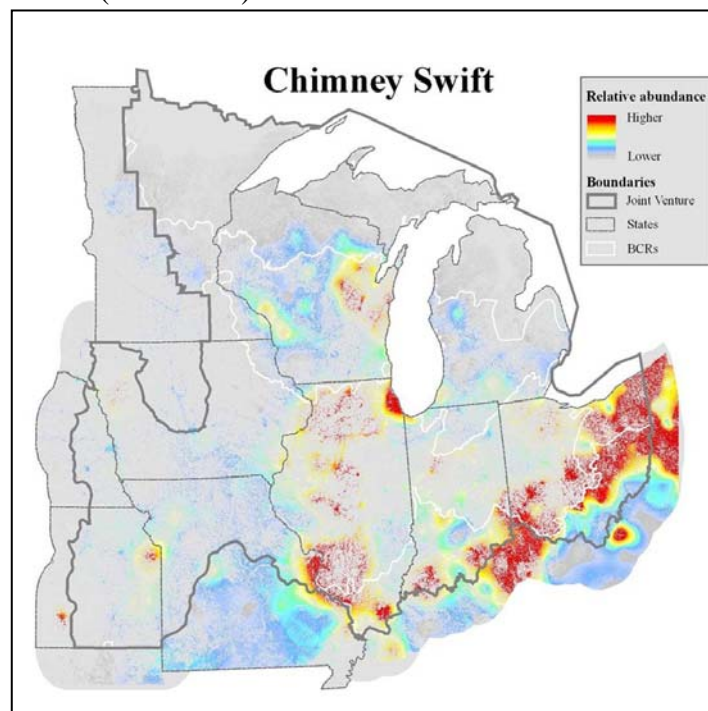 Chimney Swift
Relative abundance
Higher
Lower
Boundaries
Joint Venture
States
BCRs